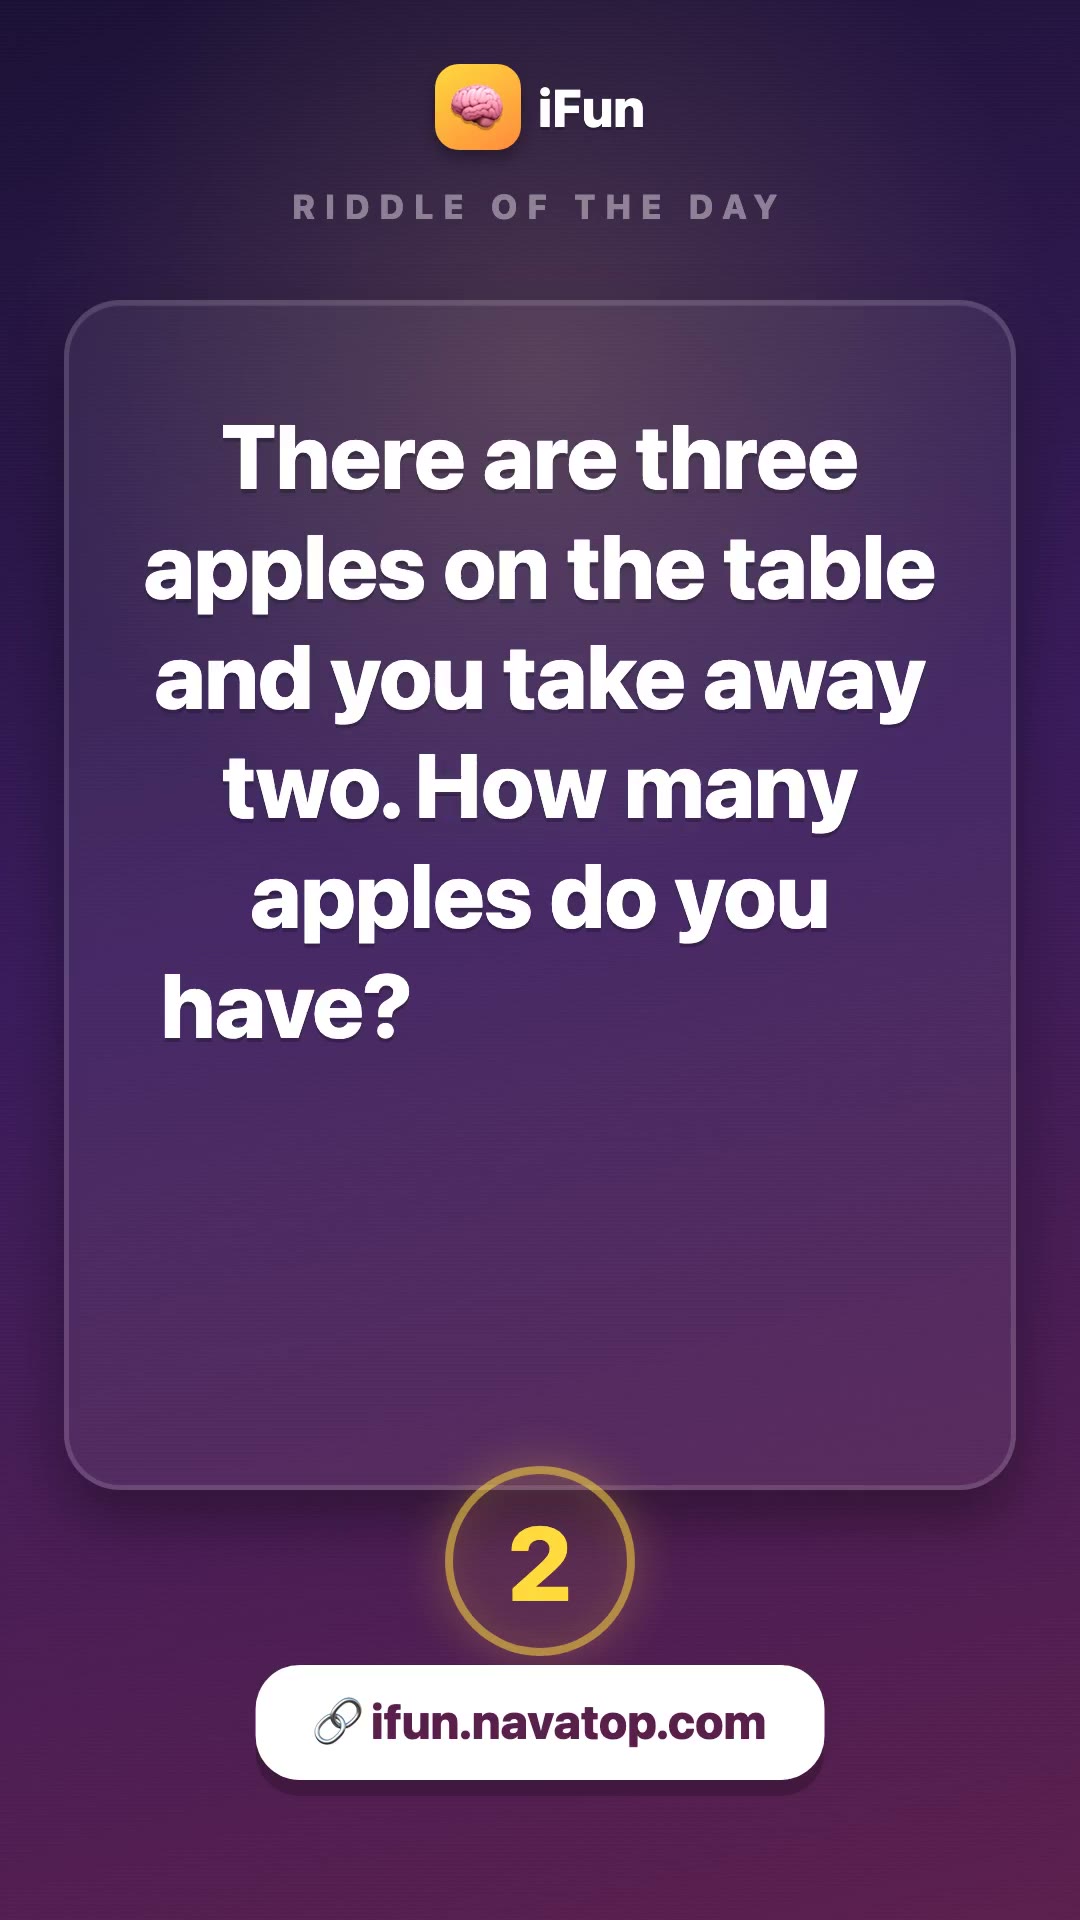 iFun
RIDDLE OF THE DAY
There are three
apples on the table
and you take away
two. How many
apples do you
have?
2
ifun.navatop.com